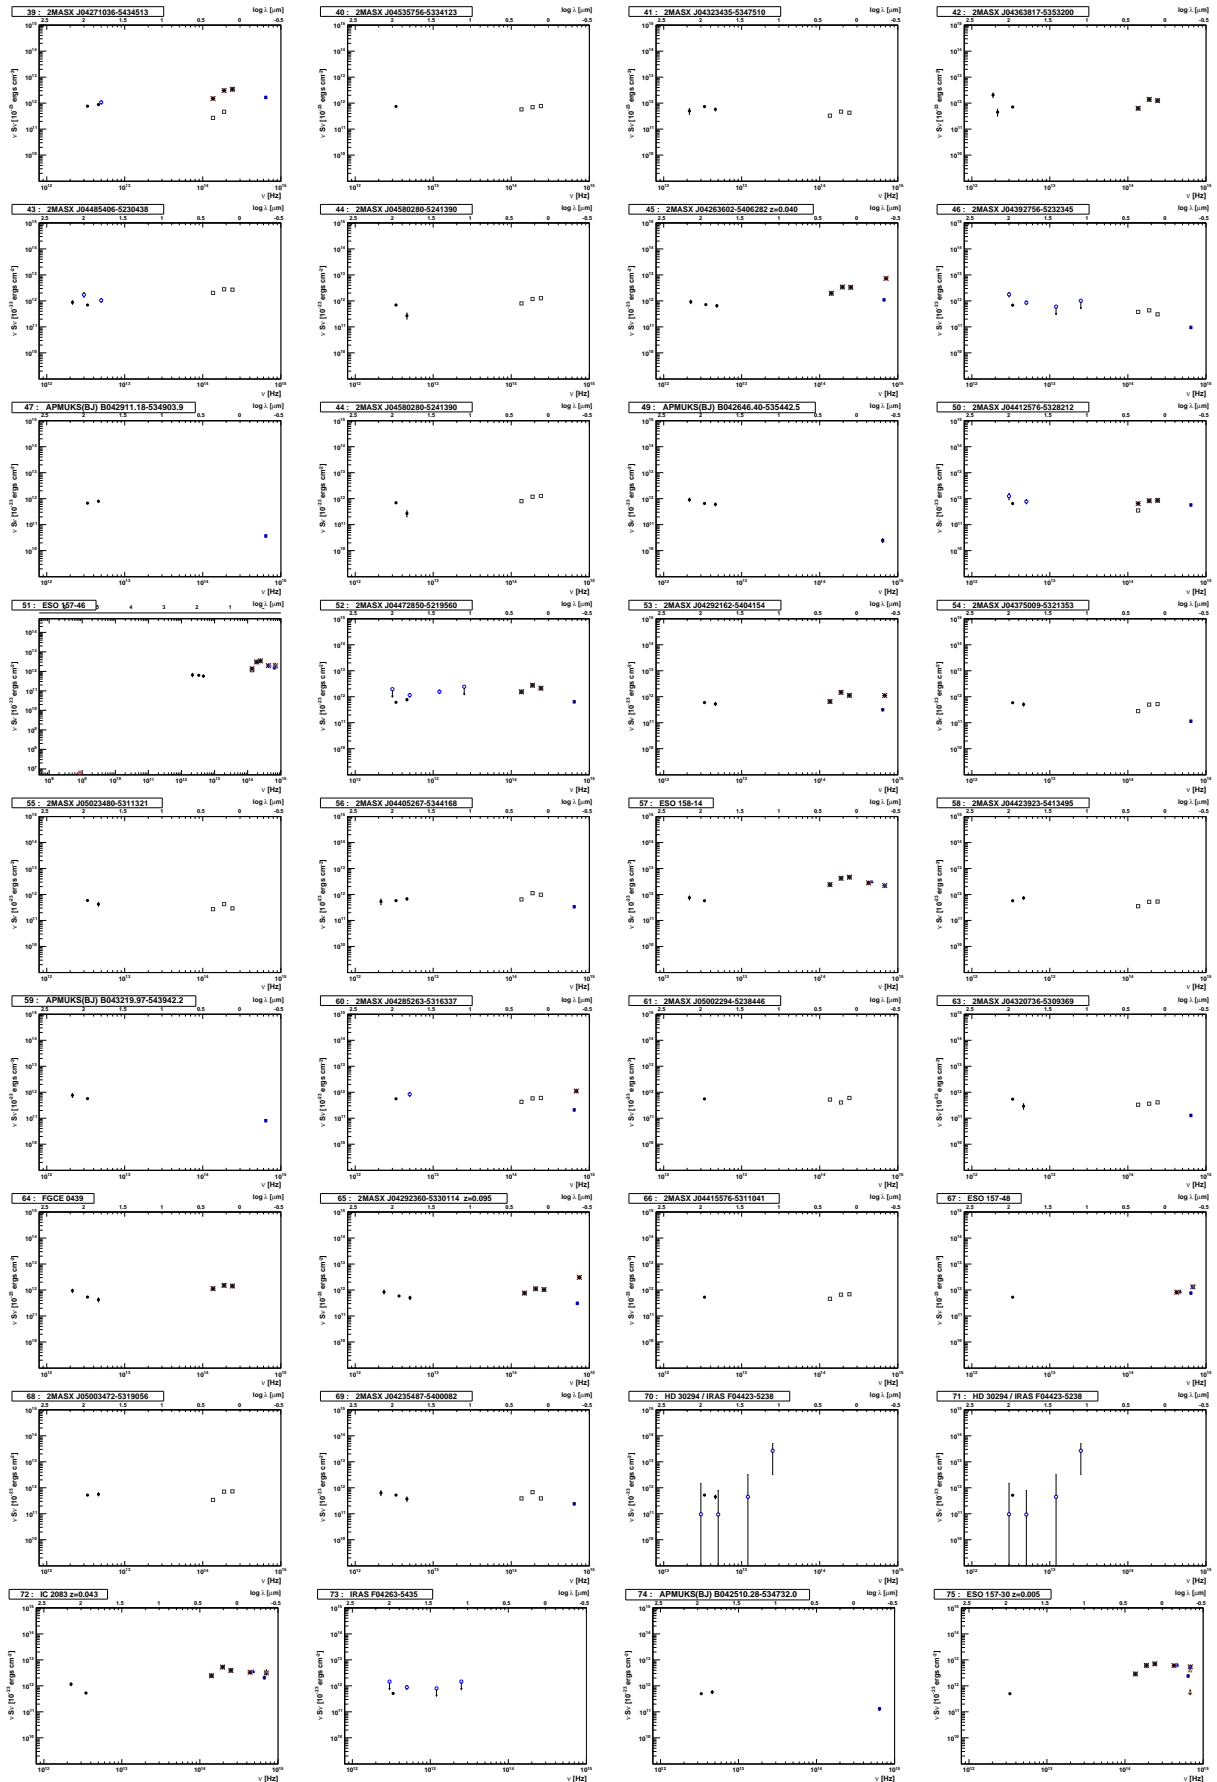 39 : 2MASX J04271036-5434513
40 : 2MASX J04535756-5334123
41 : 2MASX J04323435-5347510
42 : 2MASX J04363817-5353200
43 : 2MASX J04485406-5230438
44 : 2MASX J04580280-5241390
45 : 2MASX J04263602-5406282 z=0.040
46 : 2MASX J04392756-5232345
47 : APMUKS(BJ) B042911.18-534903.9
44 : 2MASX J04580280-5241390
49 : APMUKS(BJ) B042646.40-535442.5
50 : 2MASX J04412576-5328212
51 : ESO 157-46
52 : 2MASX J04472850-5219560
53 : 2MASX J04292162-5404154
54 : 2MASX J04375009-5321353
55 : 2MASX J05023480-5311321
56 : 2MASX J04405267-5344168
57 : ESO 158-14
58 : 2MASX J04423923-5413495
59 : APMUKS(BJ) B043219.97-543942.2
60 : 2MASX J04285263-5316337
61 : 2MASX J05002294-5238446
63 : 2MASX J04320736-5309369
64 : FGCE 0439
65 : 2MASX J04292360-5330114 z=0.095
66 : 2MASX J04415576-5311041
67 : ESO 157-48
68 : 2MASX J05003472-5319056
69 : 2MASX J04235487-5400082
70 : HD 30294 / IRAS F04423-5238
71 : HD 30294 / IRAS F04423-5238
72 : IC 2083 z=0.043
73 : IRAS F04263-5435
74 : APMUKS(BJ) B042510.28-534732.0
75 : ESO 157-30 z=0.005
log λ [μm]
ν Sν [10⁻²³ ergs cm⁻²]
ν [Hz]